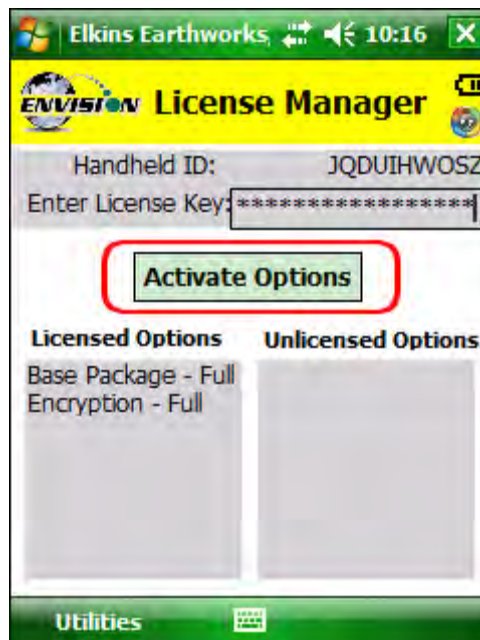 Elkins Earthworks, 10:16
ENVISION License Manager
Handheld ID: JQDUIHWOSZ
Enter License Key: *****************
Activate Options
Licensed Options Unlicensed Options
Base Package - Full
Encryption - Full
Utilities